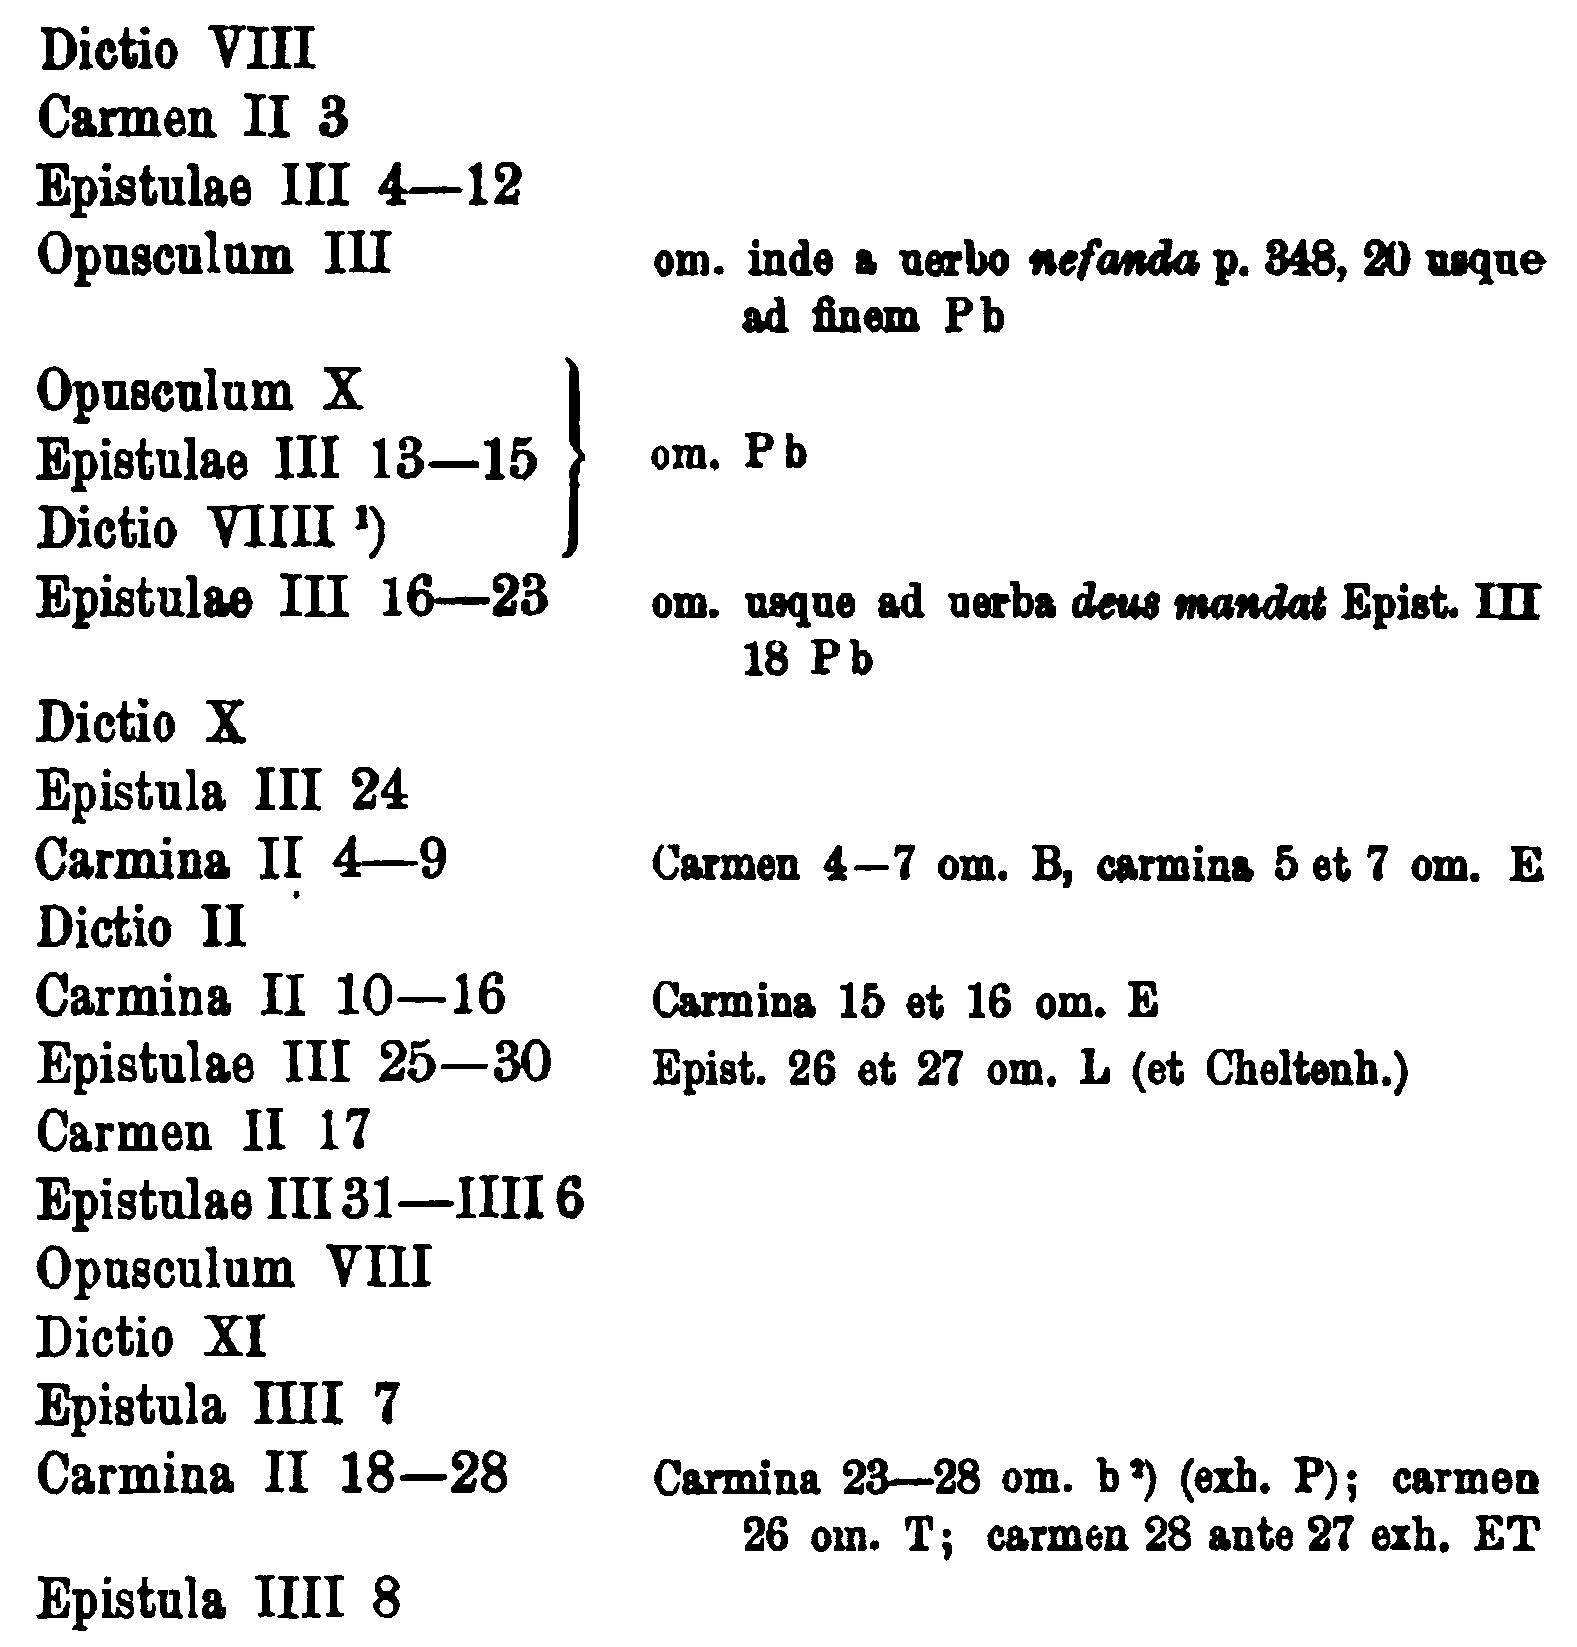 Dictio VIII
Carmen II 3
Epistulae III 4—12
Opusculum III om. inde a uerbo nefanda p. 348, 20 usque
ad finem P b
Opusculum X
Epistulae III 13—15 om. P b
Dictio VIIII ¹)
Epistulae III 16—23 om. usque ad uerba deus mandat Epist. III
18 P b
Dictio X
Epistula III 24
Carmina II 4—9 Carmen 4—7 om. B, carmina 5 et 7 om. E
Dictio II
Carmina II 10—16 Carmina 15 et 16 om. E
Epistulae III 25—30 Epist. 26 et 27 om. L (et Cheltenh.)
Carmen II 17
Epistulae III 31—IIII 6
Opusculum VIII
Dictio XI
Epistula IIII 7
Carmina II 18—28 Carmina 23—28 om. b ²) (exh. P); carmen
26 om. T; carmen 28 ante 27 exh. ET
Epistula IIII 8